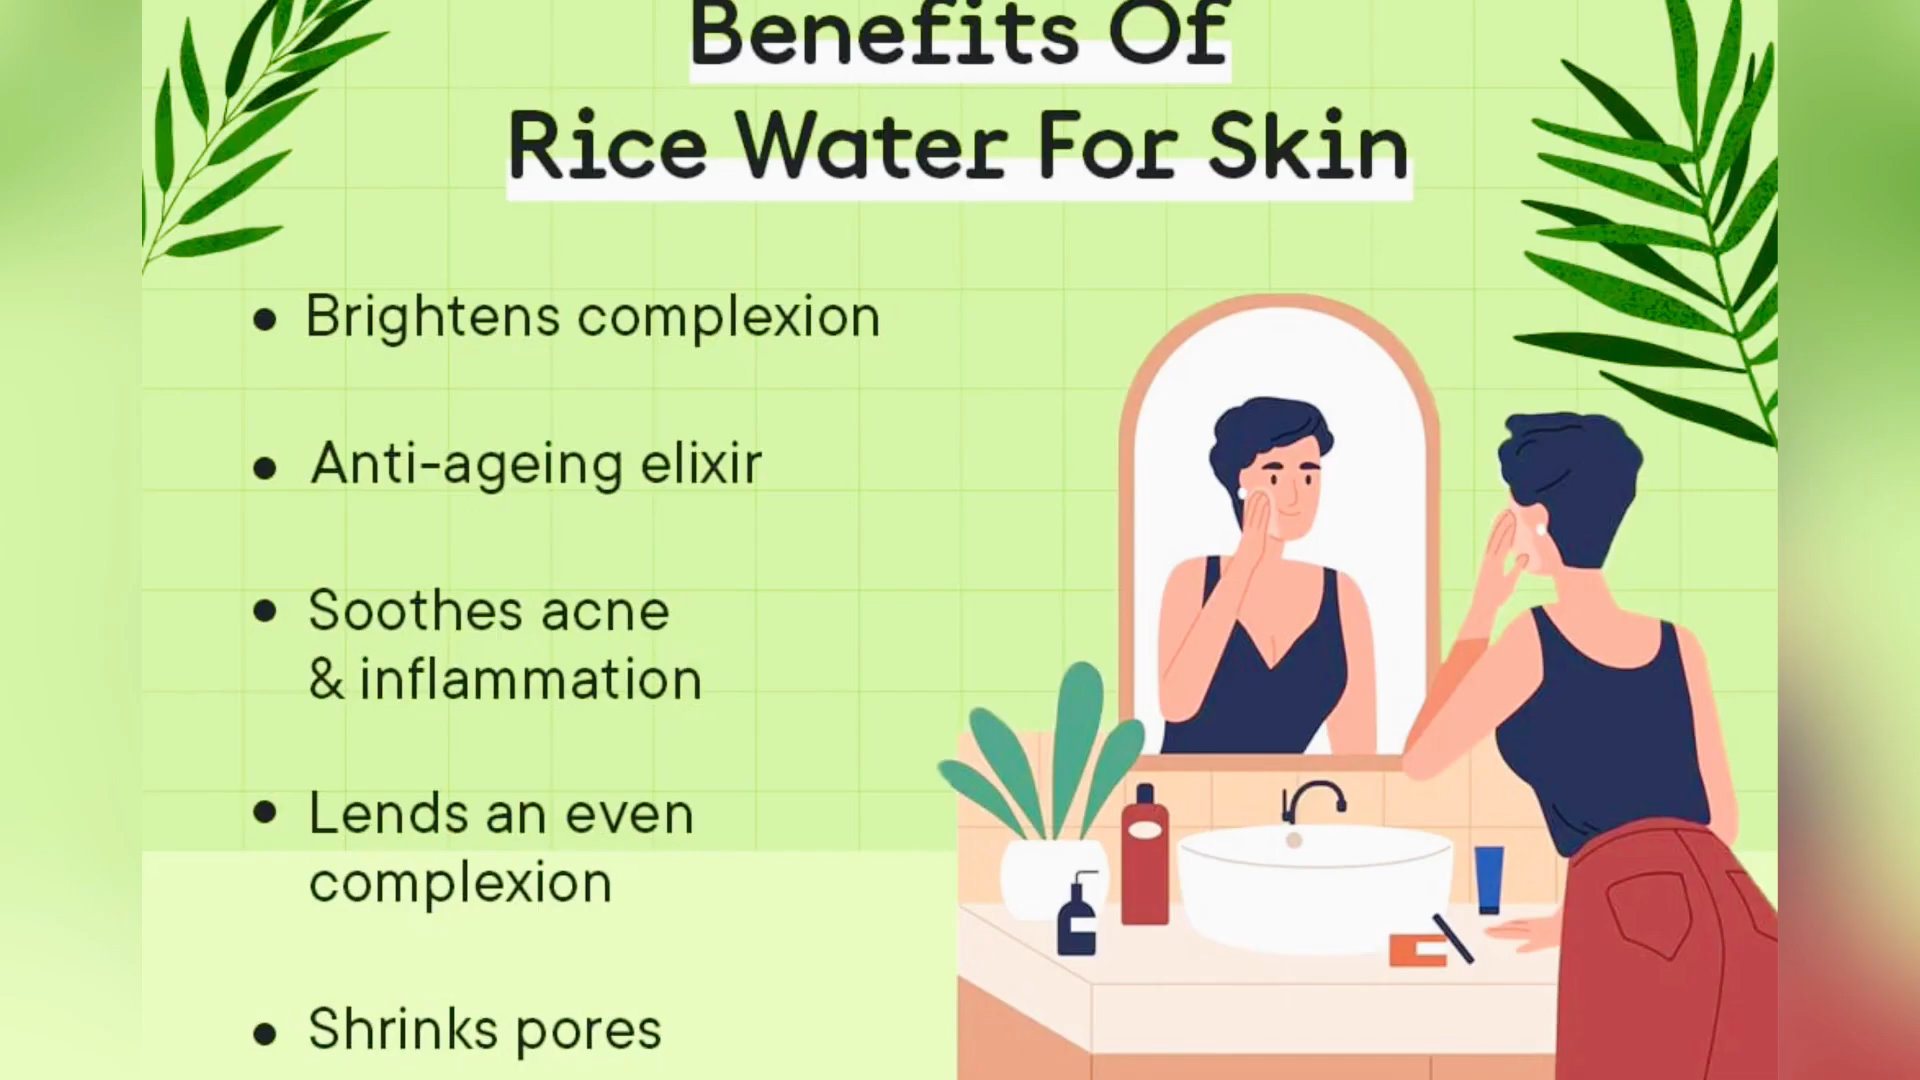 Benefits Of
Rice Water For Skin
• Brightens complexion
• Anti-ageing elixir
• Soothes acne
& inflammation
• Lends an even
complexion
• Shrinks pores